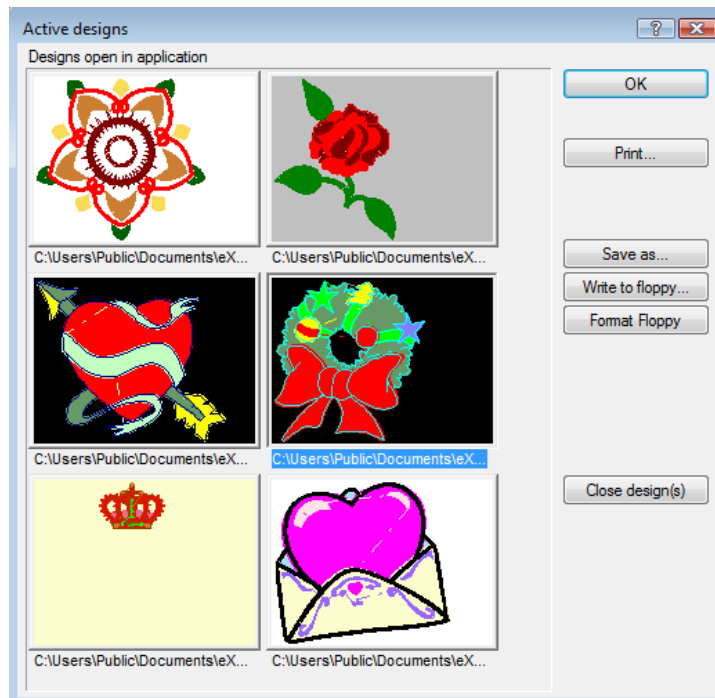 Active designs
Designs open in application
OK
Print...
C:\Users\Public\Documents\eX...
C:\Users\Public\Documents\eX...
Save as...
Write to floppy...
Format Floppy
C:\Users\Public\Documents\eX...
C:\Users\Public\Documents\eX...
Close design(s)
C:\Users\Public\Documents\eX...
C:\Users\Public\Documents\eX...